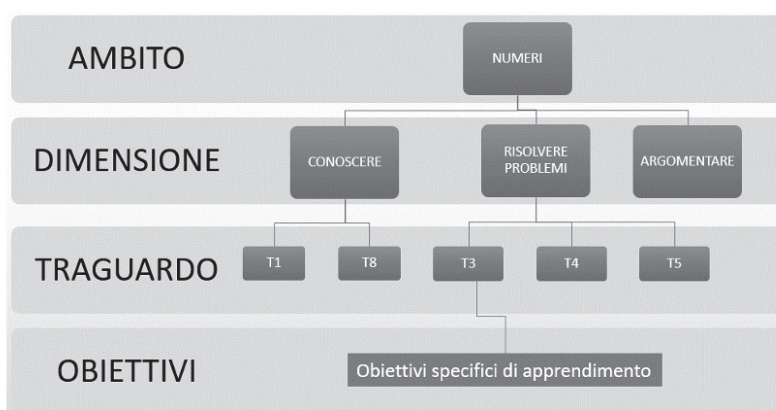 AMBITO
NUMERI
DIMENSIONE
CONOSCERE
RISOLVERE
PROBLEMI
ARGOMENTARE
TRAGUARDO
T1
T8
T3
T4
T5
OBIETTIVI
Obiettivi specifici di apprendimento